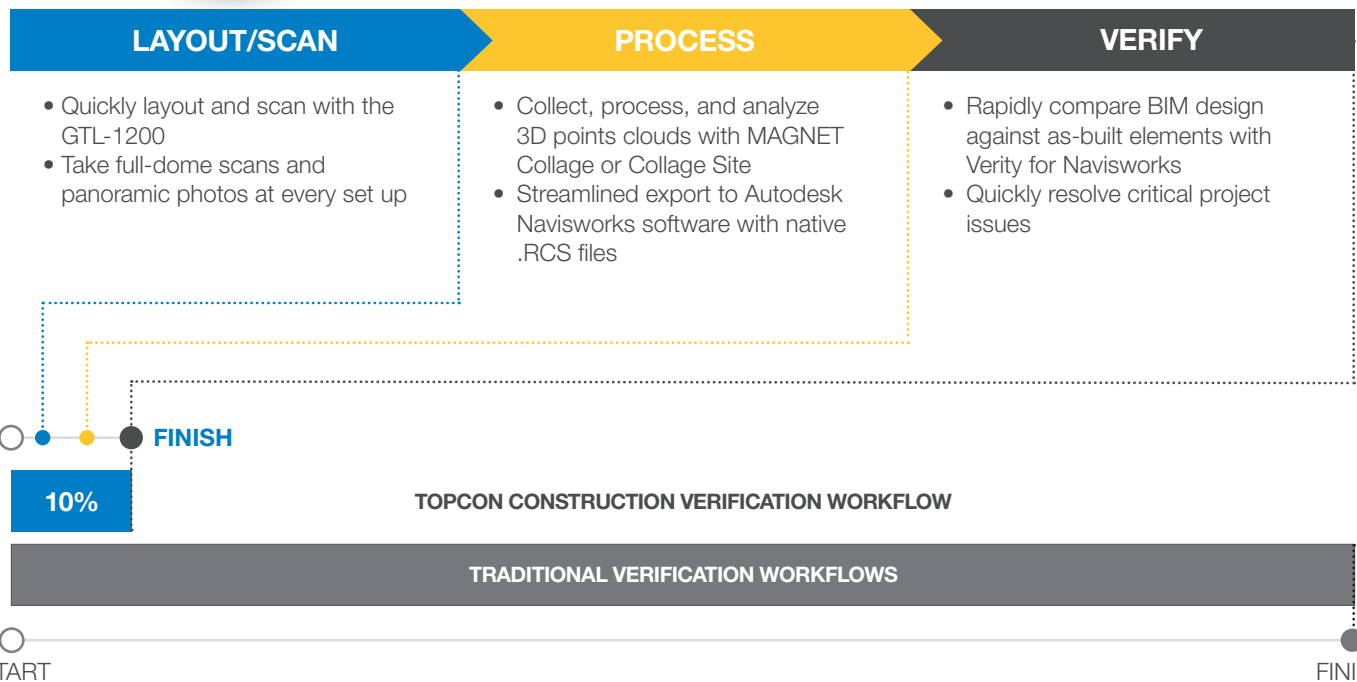 LAYOUT/SCAN
PROCESS
VERIFY
• Quickly layout and scan with the
GTL-1200
• Take full-dome scans and
panoramic photos at every set up
• Collect, process, and analyze
3D points clouds with MAGNET
Collage or Collage Site
• Streamlined export to Autodesk
Navisworks software with native
.RCS files
• Rapidly compare BIM design
against as-built elements with
Verity for Navisworks
• Quickly resolve critical project
issues
FINISH
10%
TOPCON CONSTRUCTION VERIFICATION WORKFLOW
TRADITIONAL VERIFICATION WORKFLOWS
TART
FINI